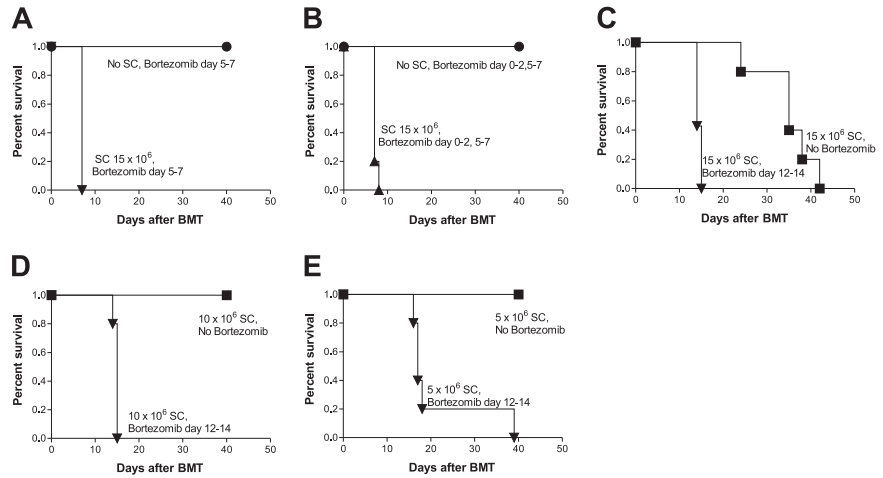 A
Percent survival
1.0
0.8
0.6
0.4
0.2
0.0
No SC, Bortezomib day 5-7
SC 15 x 10⁶,
Bortezomib day 5-7
0 10 20 30 40 50
Days after BMT
B
Percent survival
1.0
0.8
0.6
0.4
0.2
0.0
No SC, Bortezomib day 0-2,5-7
SC 15 x 10⁶,
Bortezomib day 0-2, 5-7
0 10 20 30 40 50
Days after BMT
C
Percent survival
1.0
0.8
0.6
0.4
0.2
0.0
15 x 10⁶ SC,
No Bortezomib
15 x 10⁶ SC,
Bortezomib day 12-14
0 10 20 30 40 50
Days after BMT
D
Percent survival
1.0
0.8
0.6
0.4
0.2
0.0
10 x 10⁶ SC,
No Bortezomib
10 x 10⁶ SC,
Bortezomib day 12-14
0 10 20 30 40 50
Days after BMT
E
Percent survival
1.0
0.8
0.6
0.4
0.2
0.0
5 x 10⁶ SC,
No Bortezomib
5 x 10⁶ SC,
Bortezomib day 12-14
0 10 20 30 40 50
Days after BMT